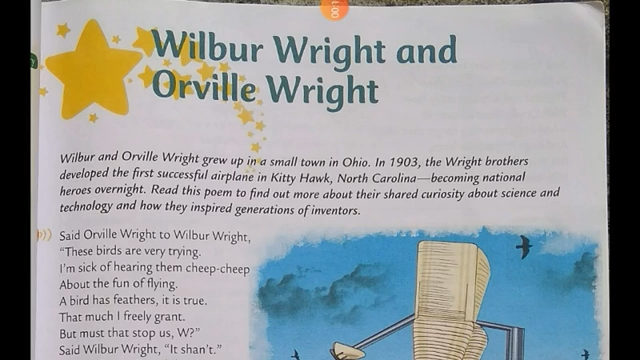 Wilbur Wright and
Orville Wright
Wilbur and Orville Wright grew up in a small town in Ohio. In 1903, the Wright brothers
developed the first successful airplane in Kitty Hawk, North Carolina—becoming national
heroes overnight. Read this poem to find out more about their shared curiosity about science and
technology and how they inspired generations of inventors.
Said Orville Wright to Wilbur Wright,
“These birds are very trying.
I’m sick of hearing them cheep-cheep
About the fun of flying.
A bird has feathers, it is true.
That much I freely grant.
But must that stop us, W?”
Said Wilbur Wright, “It shan’t.”